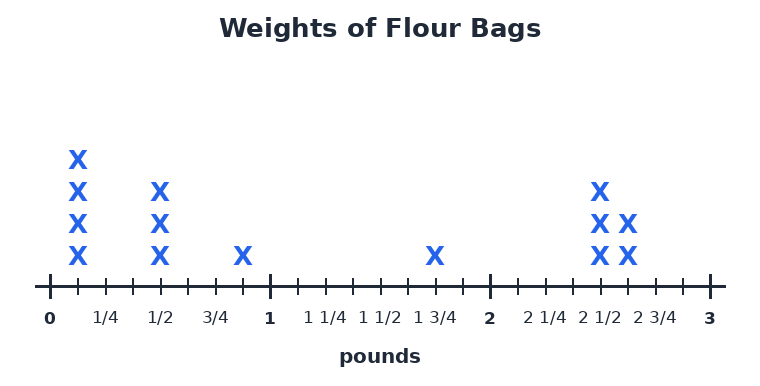 Weights of Flour Bags
X
X X X
X X X X
X X X X X X
0 1/4 1/2 3/4 1 1 1/4 1 1/2 1 3/4 2 2 1/4 2 1/2 2 3/4 3
pounds